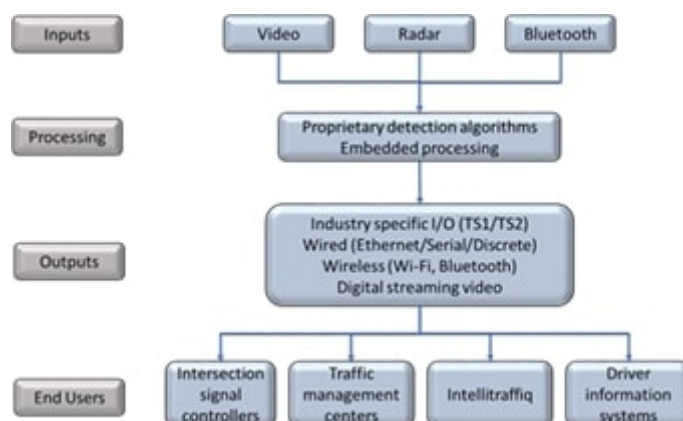 Inputs
Video
Radar
Bluetooth
Processing
Proprietary detection algorithms
Embedded processing
Outputs
Industry specific I/O (TS1/TS2)
Wired (Ethernet/Serial/Discrete)
Wireless (Wi-Fi, Bluetooth)
Digital streaming video
End Users
Intersection
signal
controllers
Traffic
management
centers
Intellitraffiq
Driver
information
systems